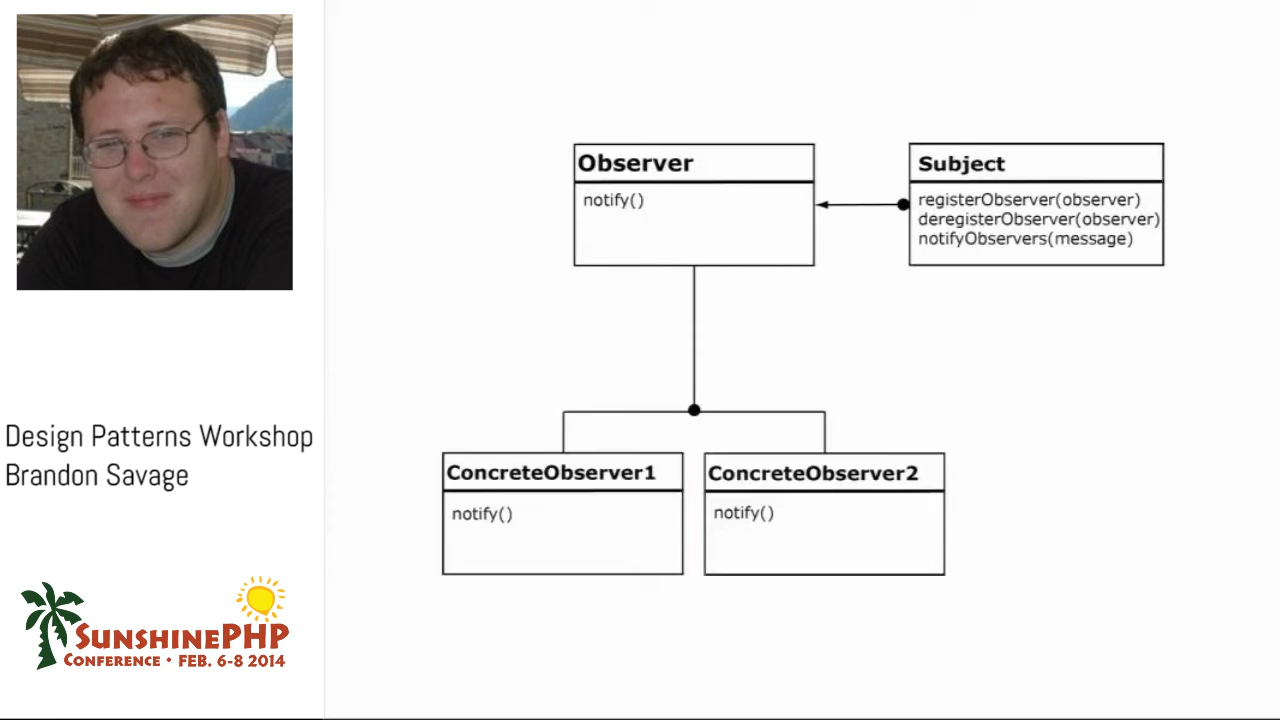 Design Patterns Workshop
Brandon Savage
SUNSHINEPHP
CONFERENCE • FEB. 6-8 2014
Observer
notify()
Subject
registerObserver(observer)
deregisterObserver(observer)
notifyObservers(message)
ConcreteObserver1
notify()
ConcreteObserver2
notify()